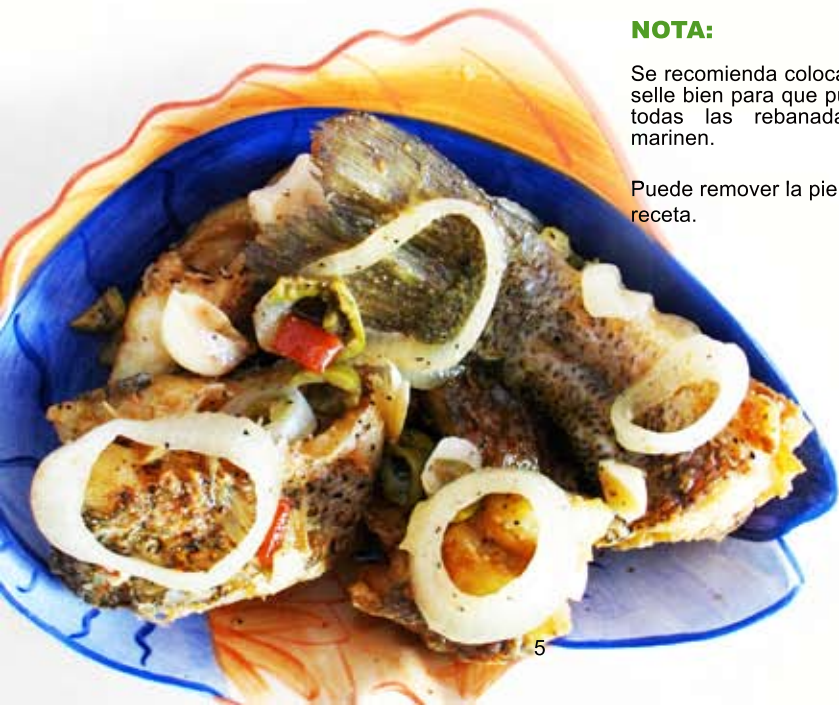 NOTA:
Se recomienda
selle bien para que
todas las
marinen.
Puede remover la
receta.
5